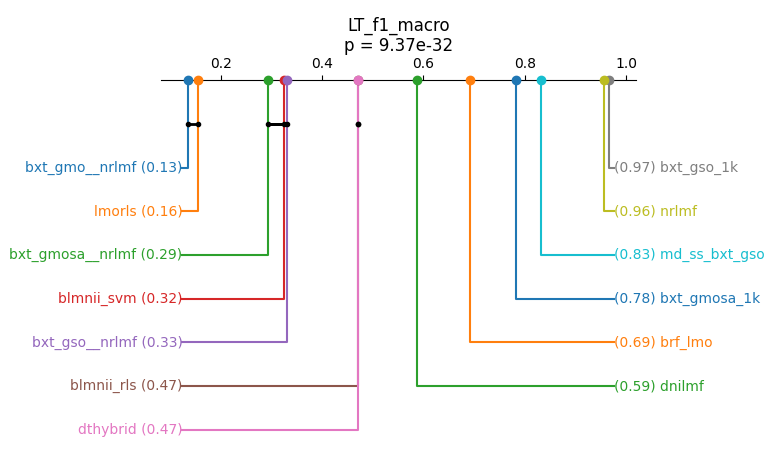 LT_f1_macro
p = 9.37e-32
0.2 0.4 0.6 0.8 1.0
bxt_gmo__nrlmf (0.13) (0.97) bxt_gso_1k
lmorls (0.16) (0.96) nrlmf
bxt_gmosa__nrlmf (0.29) (0.83) md_ss_bxt_gso
blmnii_svm (0.32) (0.78) bxt_gmosa_1k
bxt_gso__nrlmf (0.33) (0.69) brf_lmo
blmnii_rls (0.47) (0.59) dnilmf
dthybrid (0.47)